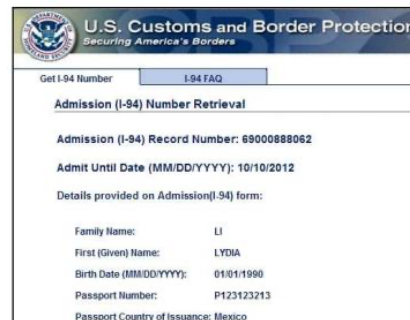 U.S. Customs and Border Protection
Securing America's Borders
Get I-94 Number I-94 FAQ
Admission (I-94) Number Retrieval
Admission (I-94) Record Number: 69000888062
Admit Until Date (MM/DD/YYYY): 10/10/2012
Details provided on Admission(I-94) form:
Family Name: LI
First (Given) Name: LYDIA
Birth Date (MM/DD/YYYY): 01/01/1990
Passport Number: P123123213
Passport Country of Issuance: Mexico